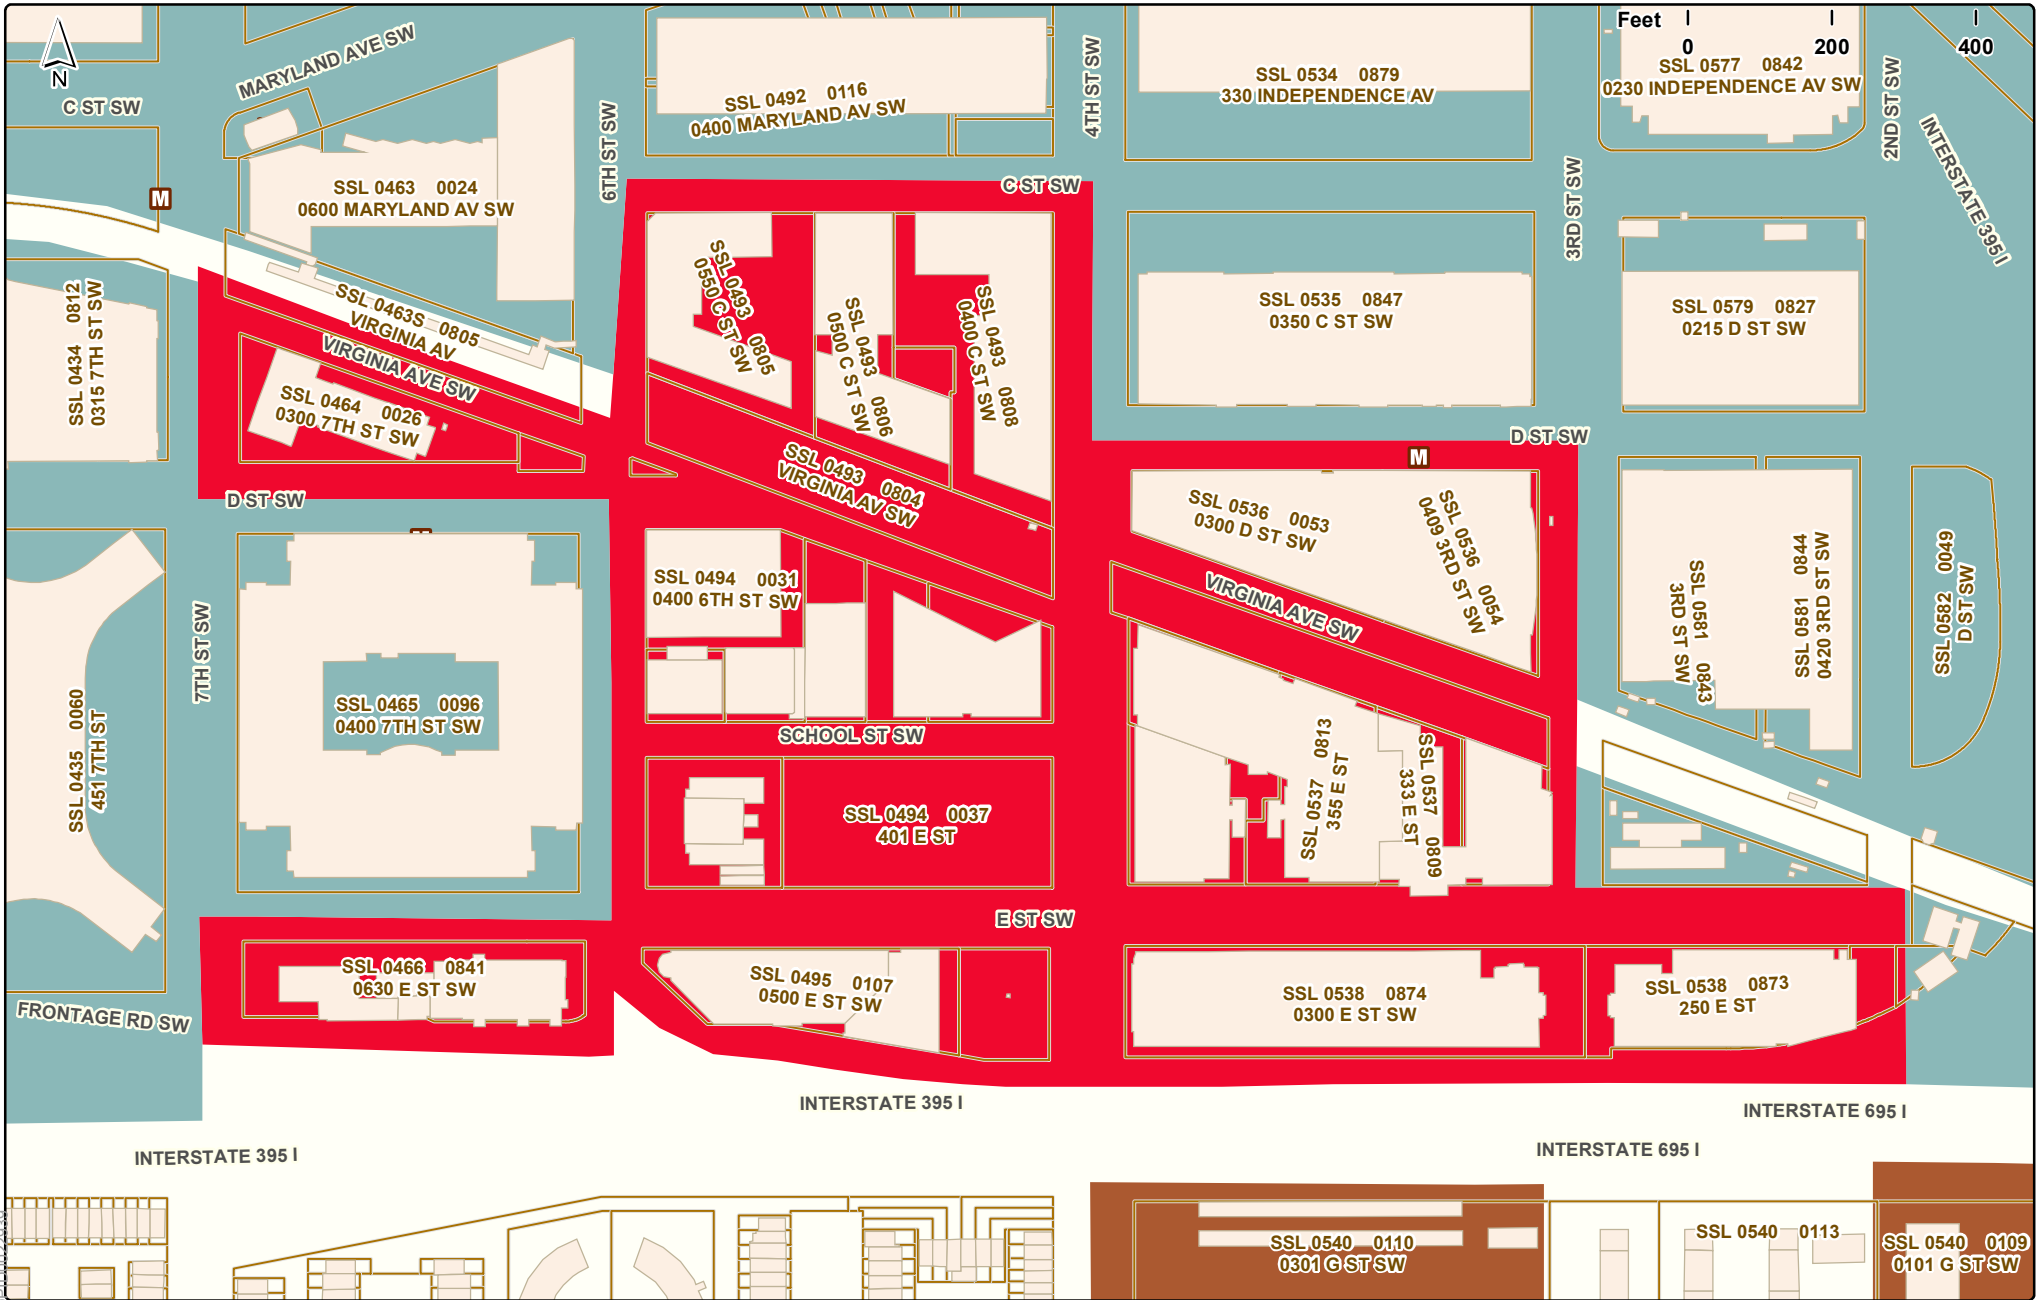 Feet
0 200 400
N
MARYLAND AVE SW
C ST SW
6TH ST SW
4TH ST SW
2ND ST SW
3RD ST SW
INTERSTATE 395 I
SSL 0492 0116
0400 MARYLAND AV SW
SSL 0534 0879
330 INDEPENDENCE AV
SSL 0577 0842
0230 INDEPENDENCE AV SW
M
SSL 0463 0024
0600 MARYLAND AV SW
C ST SW
SSL 0434 0812
0315 7TH ST SW
SSL 0463S 0805
VIRGINIA AV
VIRGINIA AVE SW
SSL 0464 0026
0300 7TH ST SW
SSL 0493 0805
0550 C ST SW
SSL 0493 0806
0500 C ST SW
SSL 0493 0808
0400 C ST SW
SSL 0535 0847
0350 C ST SW
SSL 0579 0827
0215 D ST SW
D ST SW
M
SSL 0493 0804
VIRGINIA AV SW
D ST SW
SSL 0536 0053
0300 D ST SW
SSL 0536 0054
0409 3RD ST SW
SSL 0494 0031
0400 6TH ST SW
VIRGINIA AVE SW
SSL 0581 0843
3RD ST SW
SSL 0581 0844
0420 3RD ST SW
SSL 0582 0049
D ST SW
7TH ST SW
SSL 0435 0060
451 7TH ST
SSL 0465 0096
0400 7TH ST SW
SCHOOL ST SW
SSL 0494 0037
401 E ST
SSL 0537 0813
355 E ST
SSL 0537 0809
333 E ST
E ST SW
SSL 0466 0841
0630 E ST SW
SSL 0495 0107
0500 E ST SW
SSL 0538 0874
0300 E ST SW
SSL 0538 0873
250 E ST
FRONTAGE RD SW
INTERSTATE 395 I
INTERSTATE 695 I
INTERSTATE 395 I
INTERSTATE 695 I
SSL 0540 0110
0301 G ST SW
SSL 0540 0113
SSL 0540 0109
0101 G ST SW